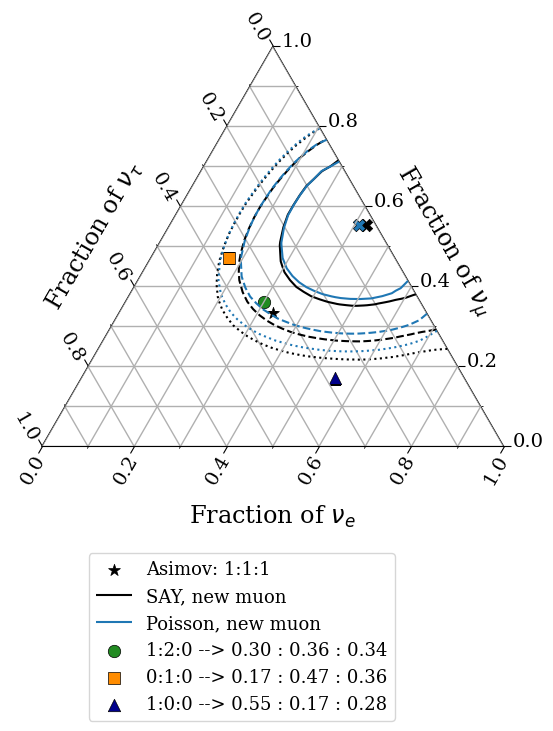 0.0
1.0
0.2
0.8
0.4
0.6
Fraction of ντ
Fraction of νμ
0.6
0.4
0.8
0.2
1.0
0.0
0.0
0.2
0.4
0.6
0.8
1.0
Fraction of νe
Asimov: 1:1:1
SAY, new muon
Poisson, new muon
1:2:0 --> 0.30 : 0.36 : 0.34
0:1:0 --> 0.17 : 0.47 : 0.36
1:0:0 --> 0.55 : 0.17 : 0.28